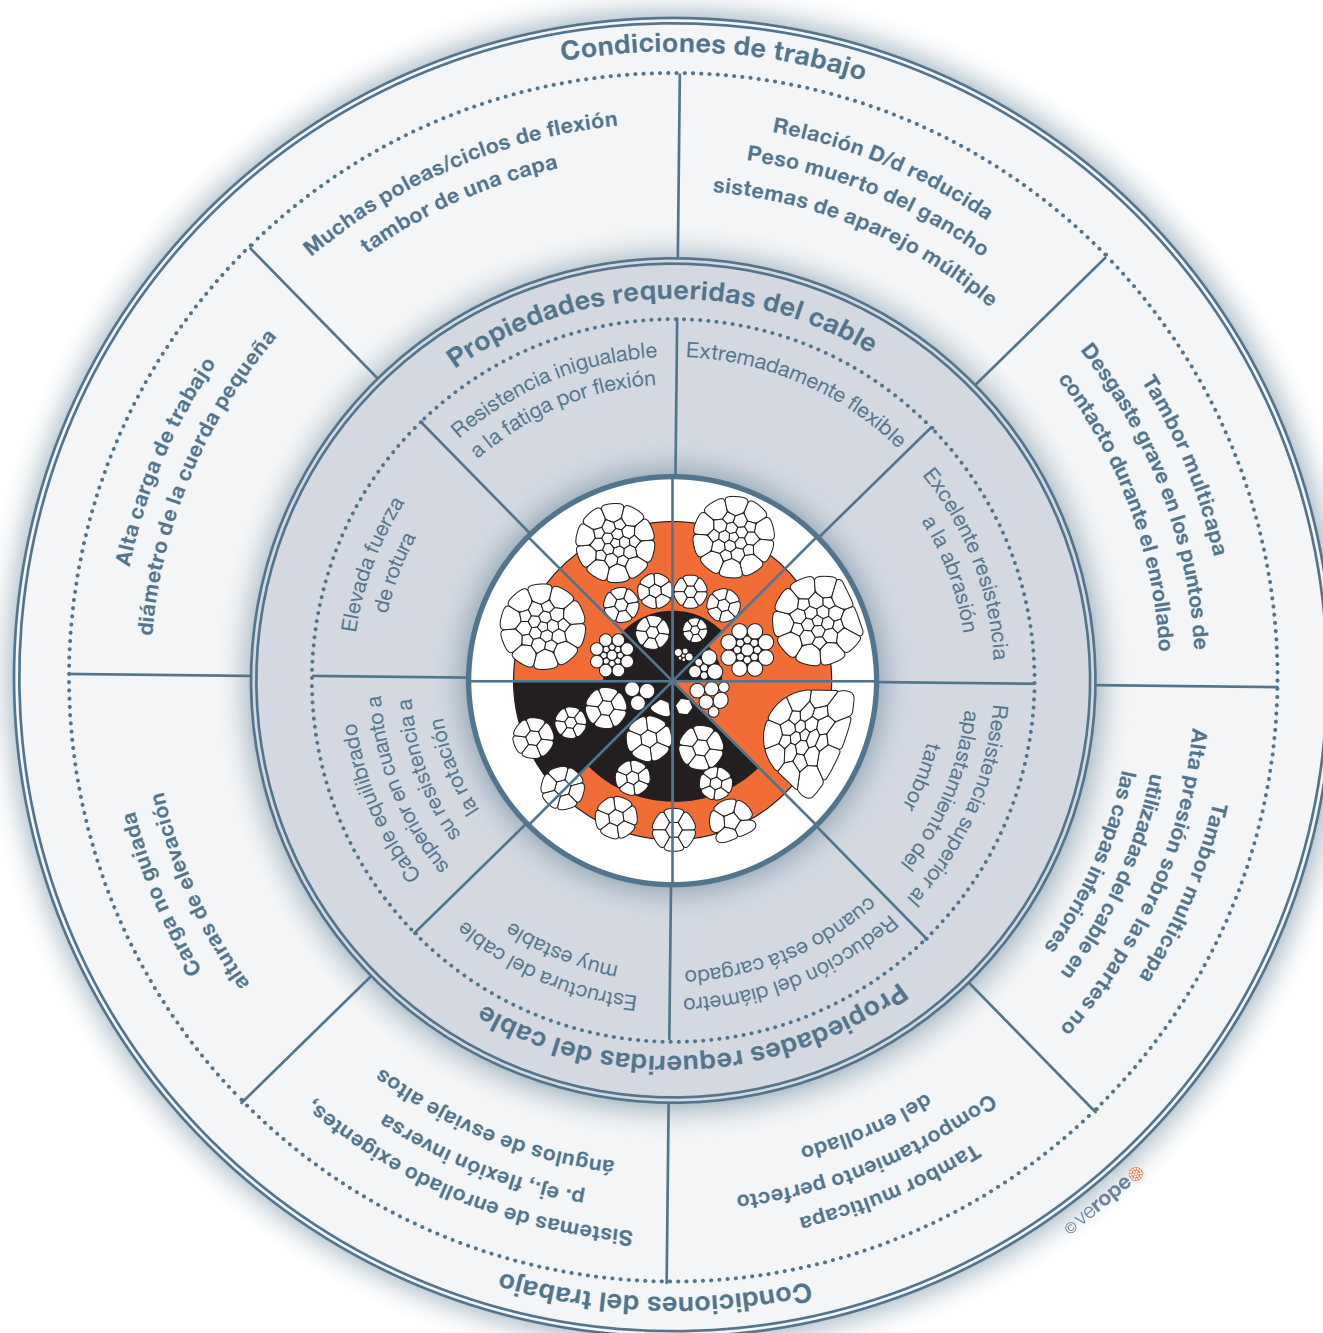 Condiciones de trabajo
Muchas poleas/ciclos de flexión
tambor de una capa
Relación D/d reducida
Peso muerto del gancho
sistemas de aparejo múltiple
Tambor multicapa
Desgaste grave en los puntos de
contacto durante el enrollado
Tambor multicapa
Alta presión sobre las partes no
utilizadas del cable en
las capas inferiores
Tambor multicapa
Comportamiento perfecto
del enrollado
Sistemas de enrollado exigentes,
p. ej., flexión inversa
ángulos de esviaje altos
Carga no guiada
alturas de elevación
Alta carga de trabajo
diámetro de la cuerda pequeña
Condiciones del trabajo
Propiedades requeridas del cable
Resistencia inigualable
a la fatiga por flexión
Extremadamente flexible
Excelente resistencia
a la abrasión
Resistencia superior al
aplastamiento del
tambor
Reducción del diámetro
cuando está cargado
Estructura del cable
muy estable
Cable equilibrado
superior en cuanto a
su resistencia a
la rotación
Elevada fuerza
de rotura
Propiedades requeridas del cable
© verope